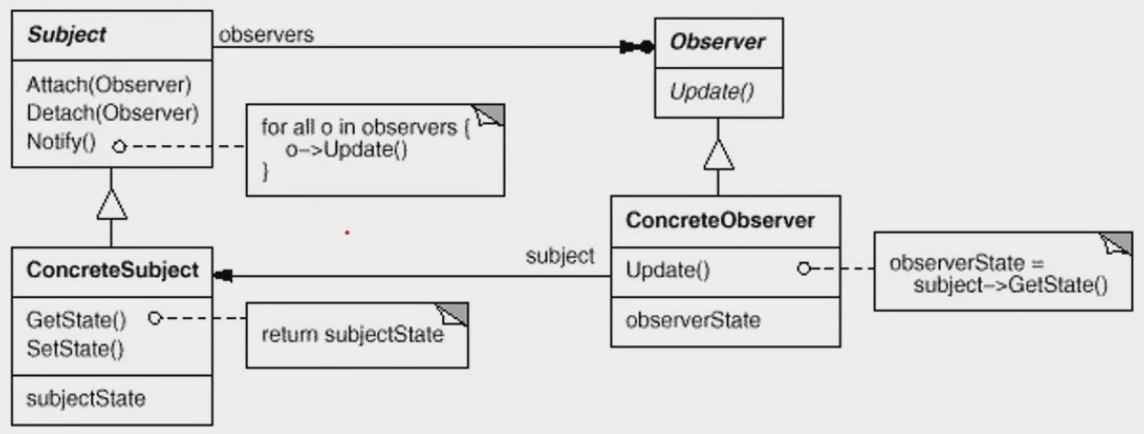 Subject
Attach(Observer)
Detach(Observer)
Notify()
observers
Observer
Update()
for all o in observers {
o->Update()
}
ConcreteSubject
GetState()
SetState()
subjectState
return subjectState
subject
ConcreteObserver
Update()
observerState
observerState =
subject->GetState()